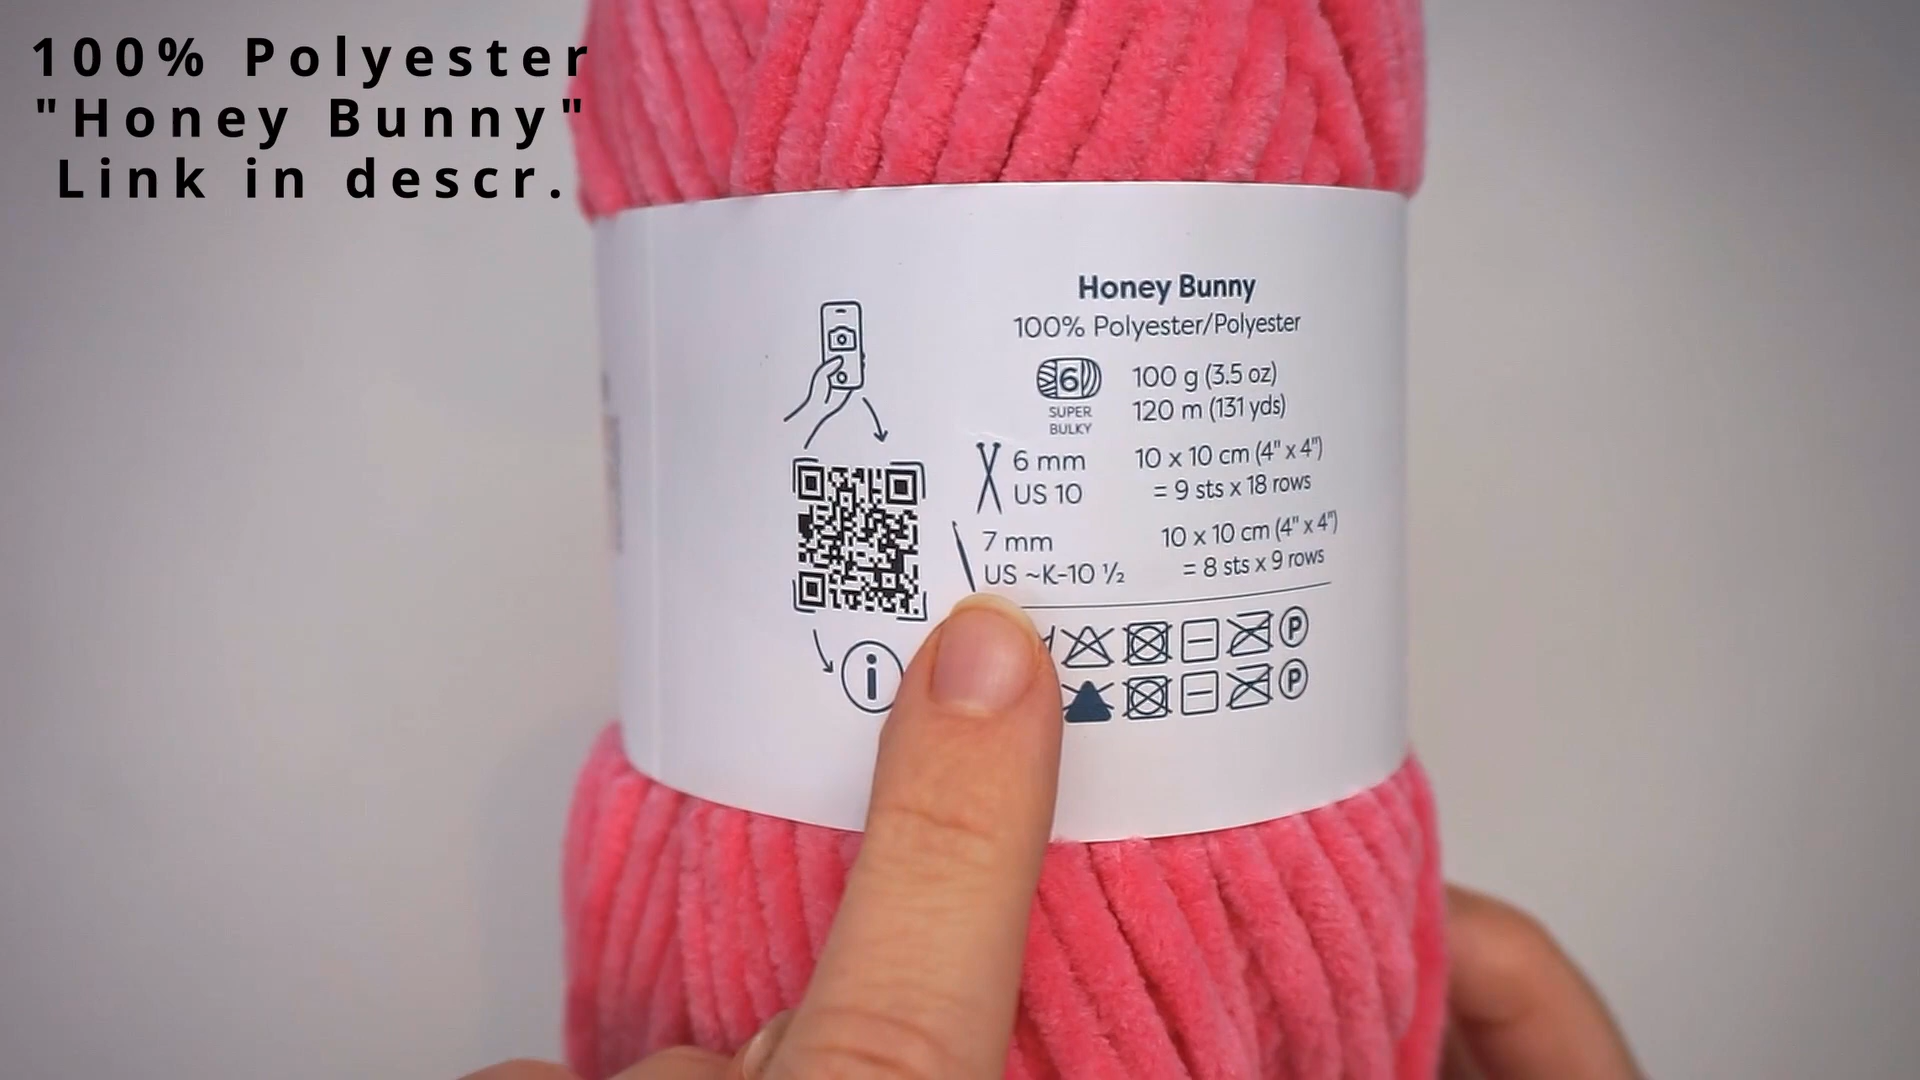 100% Polyester
"Honey Bunny"
Link in descr.
Honey Bunny
100% Polyester/Polyester
6
SUPER
BULKY
100 g (3.5 oz)
120 m (131 yds)
6 mm
US 10
10 x 10 cm (4" x 4")
= 9 sts x 18 rows
7 mm
US ~K-10 ½
10 x 10 cm (4" x 4")
= 8 sts x 9 rows
P
P
i